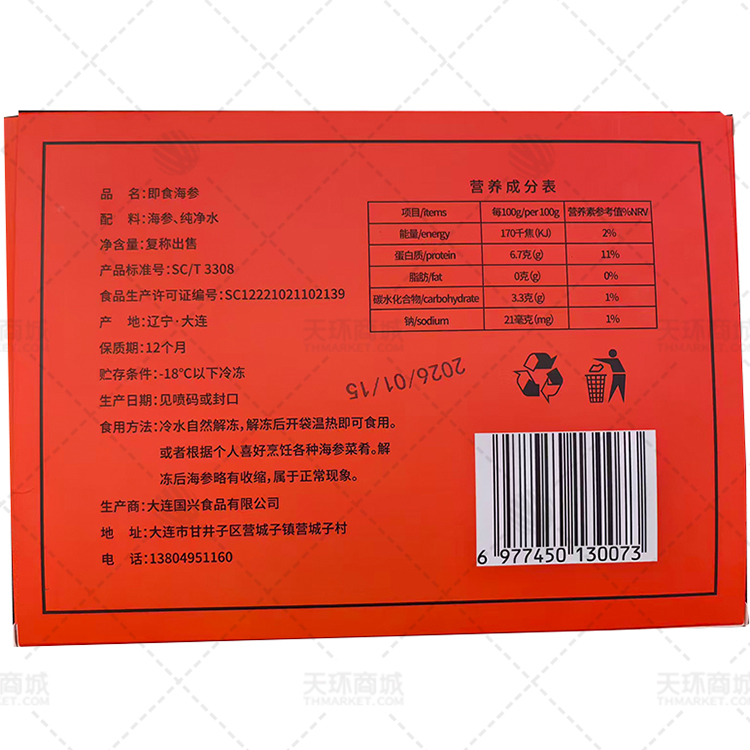 品　名：即食海参
配　料：海参、纯净水
净含量：复称出售
产品标准号：SC/T 3308
食品生产许可证编号：SC12221021102139
产　地：辽宁·大连
保质期：12个月
贮存条件：-18℃以下冷冻
生产日期：见喷码或封口
食用方法：冷水自然解冻，解冻后开袋温热即可食用。
或者根据个人喜好烹饪各种海参菜肴。解
冻后海参略有收缩，属于正常现象。
生产商：大连国兴食品有限公司
地　址：大连市甘井子区营城子镇营城子村
电　话：13804951160
营养成分表
项目/items 每100g/per 100g 营养素参考值%NRV
能量/energy 170千焦(KJ) 2%
蛋白质/protein 6.7克(g) 11%
脂肪/fat 0克(g) 0%
碳水化合物/carbohydrate 3.3克(g) 1%
钠/sodium 21毫克(mg) 1%
2026/01/15
6 977450 130073
天环商城
THMARKET.COM